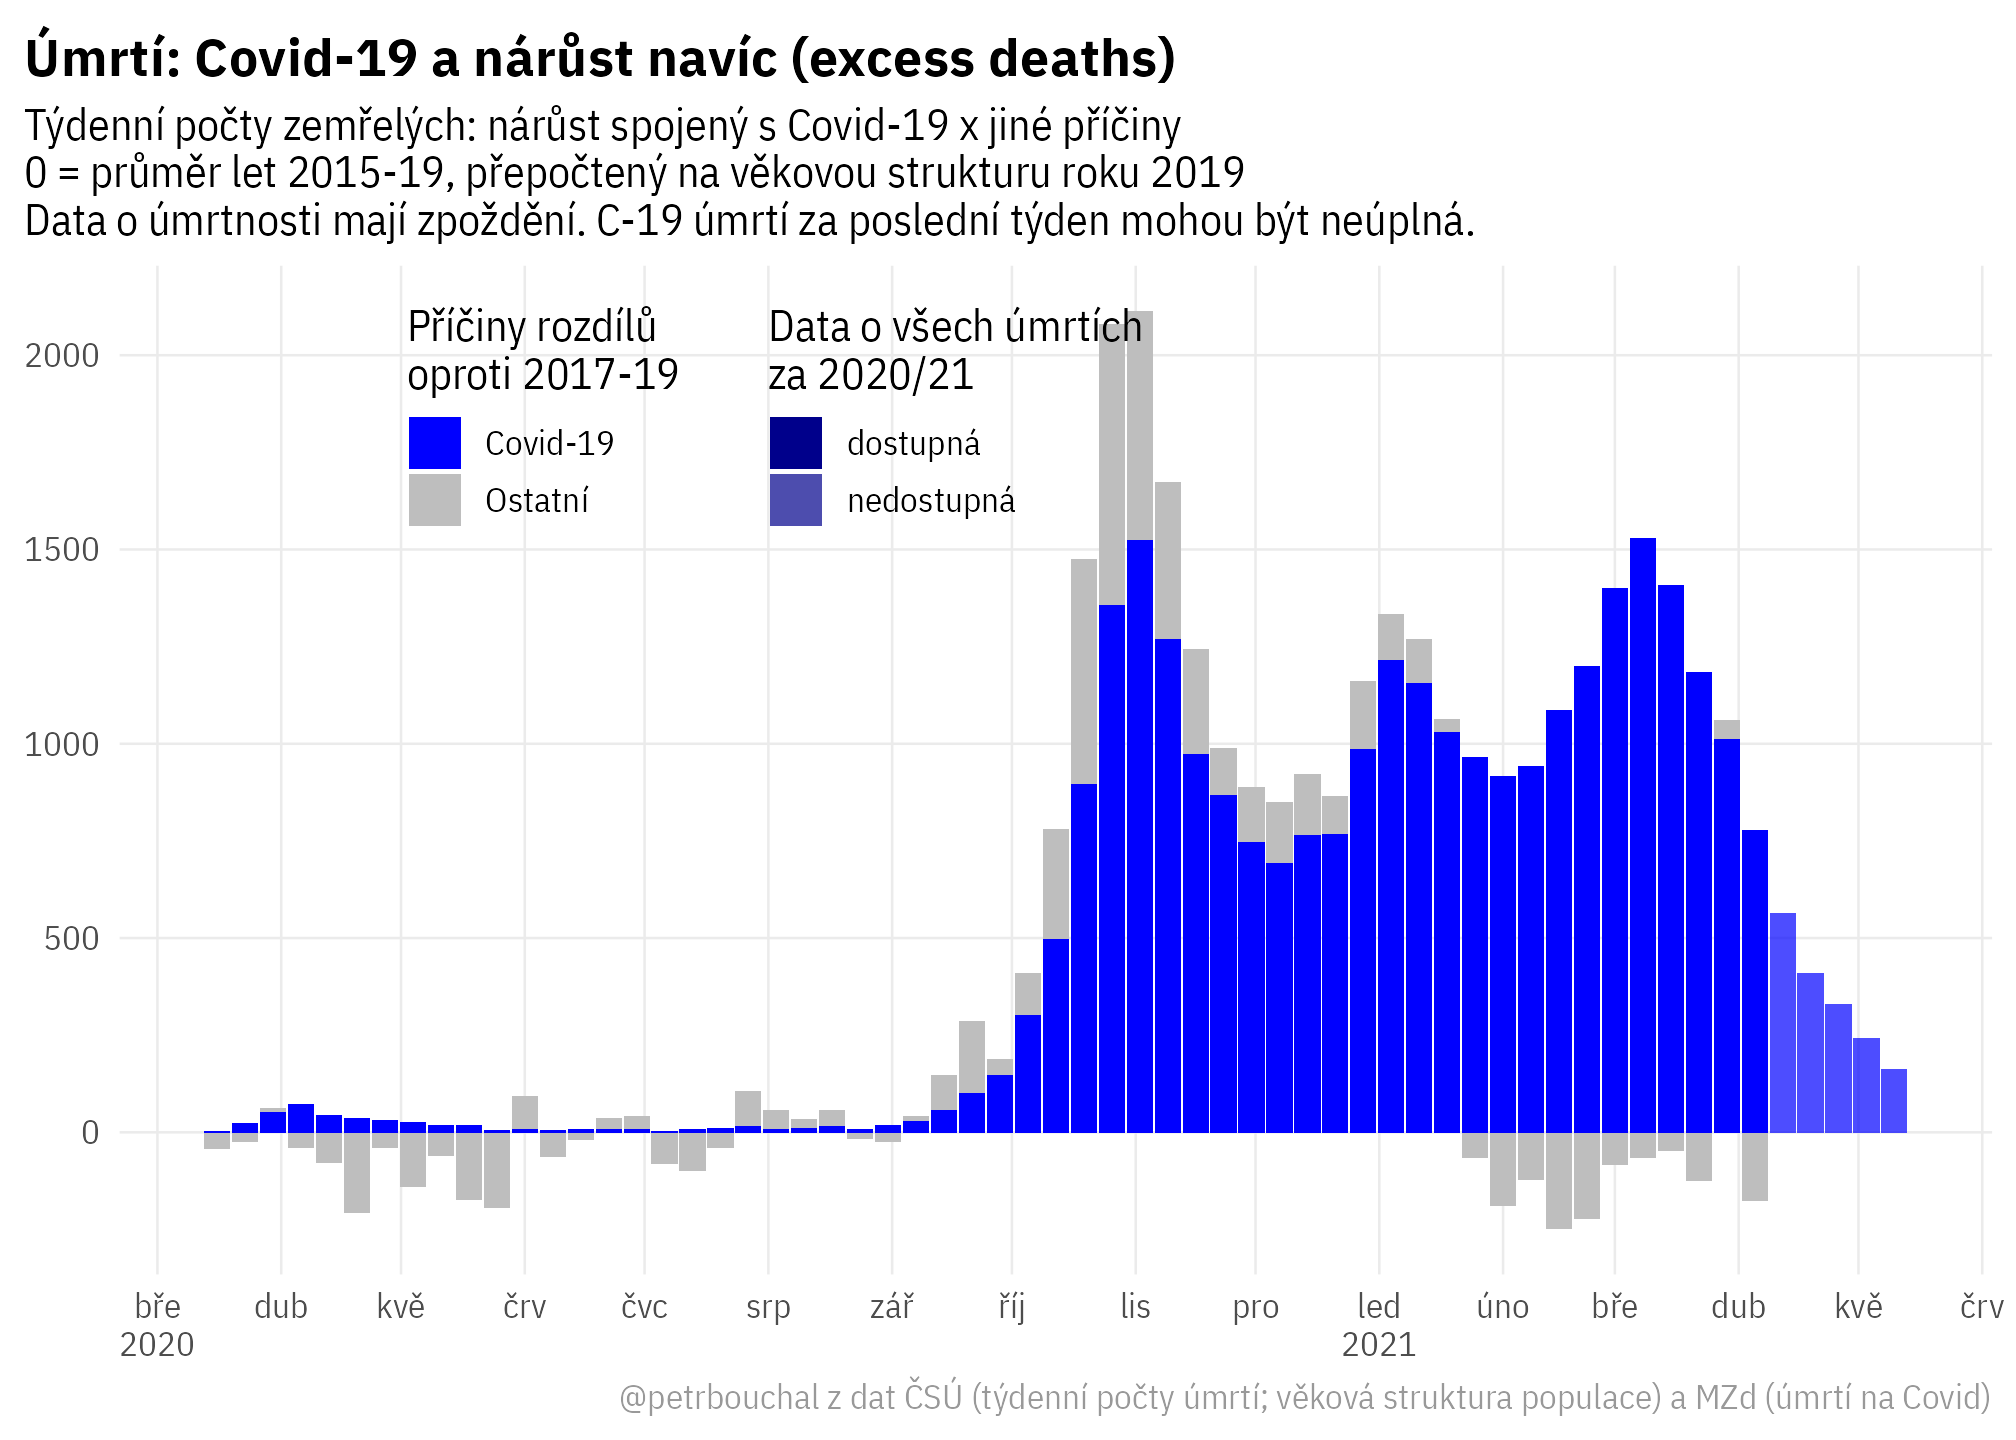 Úmrtí: Covid-19 a nárůst navíc (excess deaths)
Týdenní počty zemřelých: nárůst spojený s Covid-19 x jiné příčiny
0 = průměr let 2015-19, přepočtený na věkovou strukturu roku 2019
Data o úmrtnosti mají zpoždění. C-19 úmrtí za poslední týden mohou být neúplná.
Příčiny rozdílů
oproti 2017-19
Covid-19
Ostatní
Data o všech úmrtích
za 2020/21
dostupná
nedostupná
2000
1500
1000
500
0
bře dub kvě črv čvc srp zář říj lis pro led úno bře dub kvě črv
2020 2021
@petrbouchal z dat ČSÚ (týdenní počty úmrtí; věková struktura populace) a MZd (úmrtí na Covid)